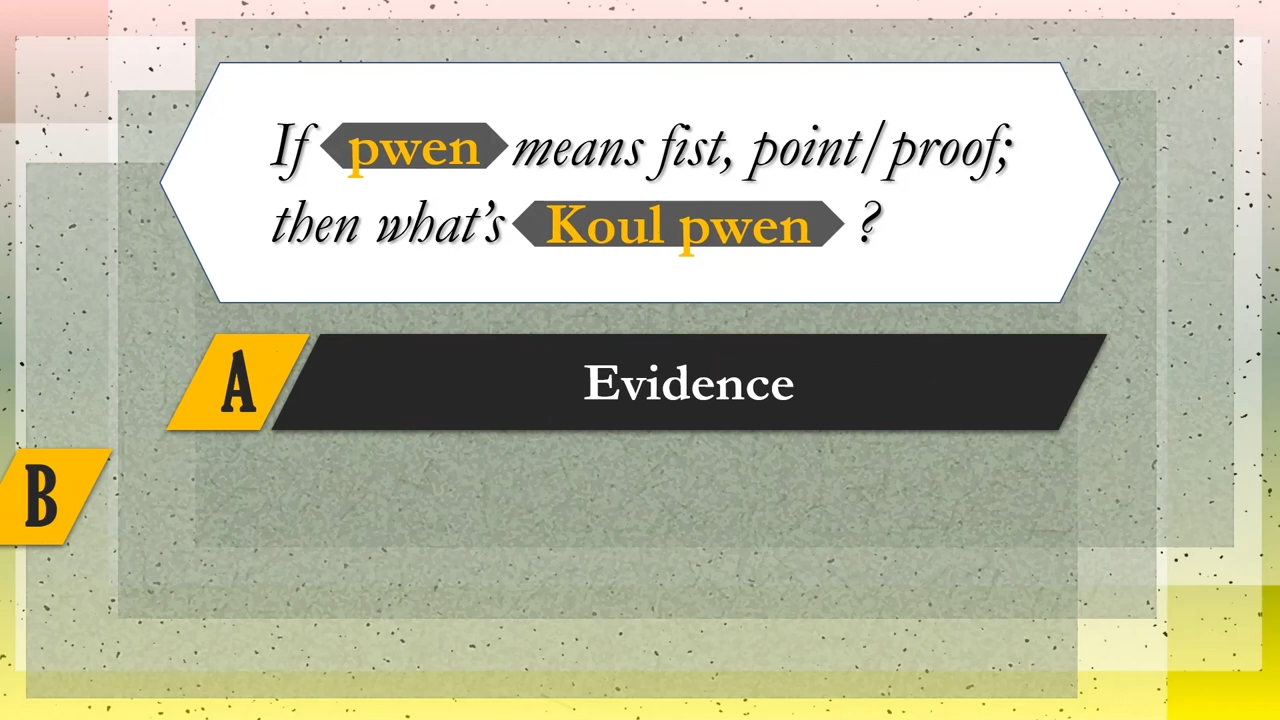 If pwen means fist, point/proof;
then what's Koul pwen ?
A Evidence
B